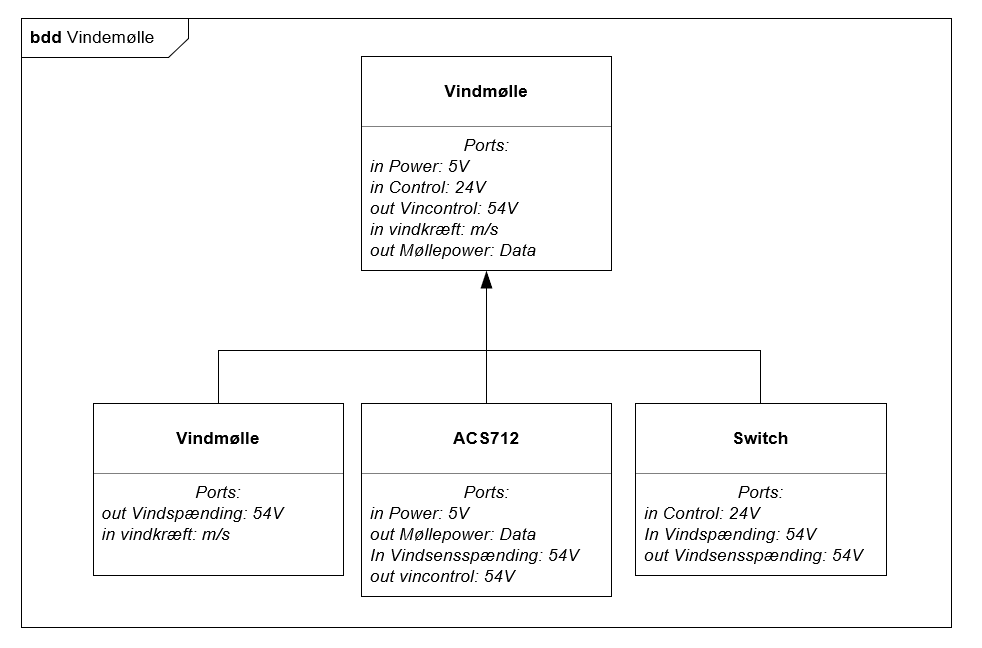 bdd Vindemølle
Vindmølle
Ports:
in Power: 5V
in Control: 24V
out Vincontrol: 54V
in vindkræft: m/s
out Møllepower: Data
Vindmølle
Ports:
out Vindspænding: 54V
in vindkræft: m/s
ACS712
Ports:
in Power: 5V
out Møllepower: Data
In Vindsensspænding: 54V
out vincontrol: 54V
Switch
Ports:
in Control: 24V
In Vindspænding: 54V
out Vindsensspænding: 54V